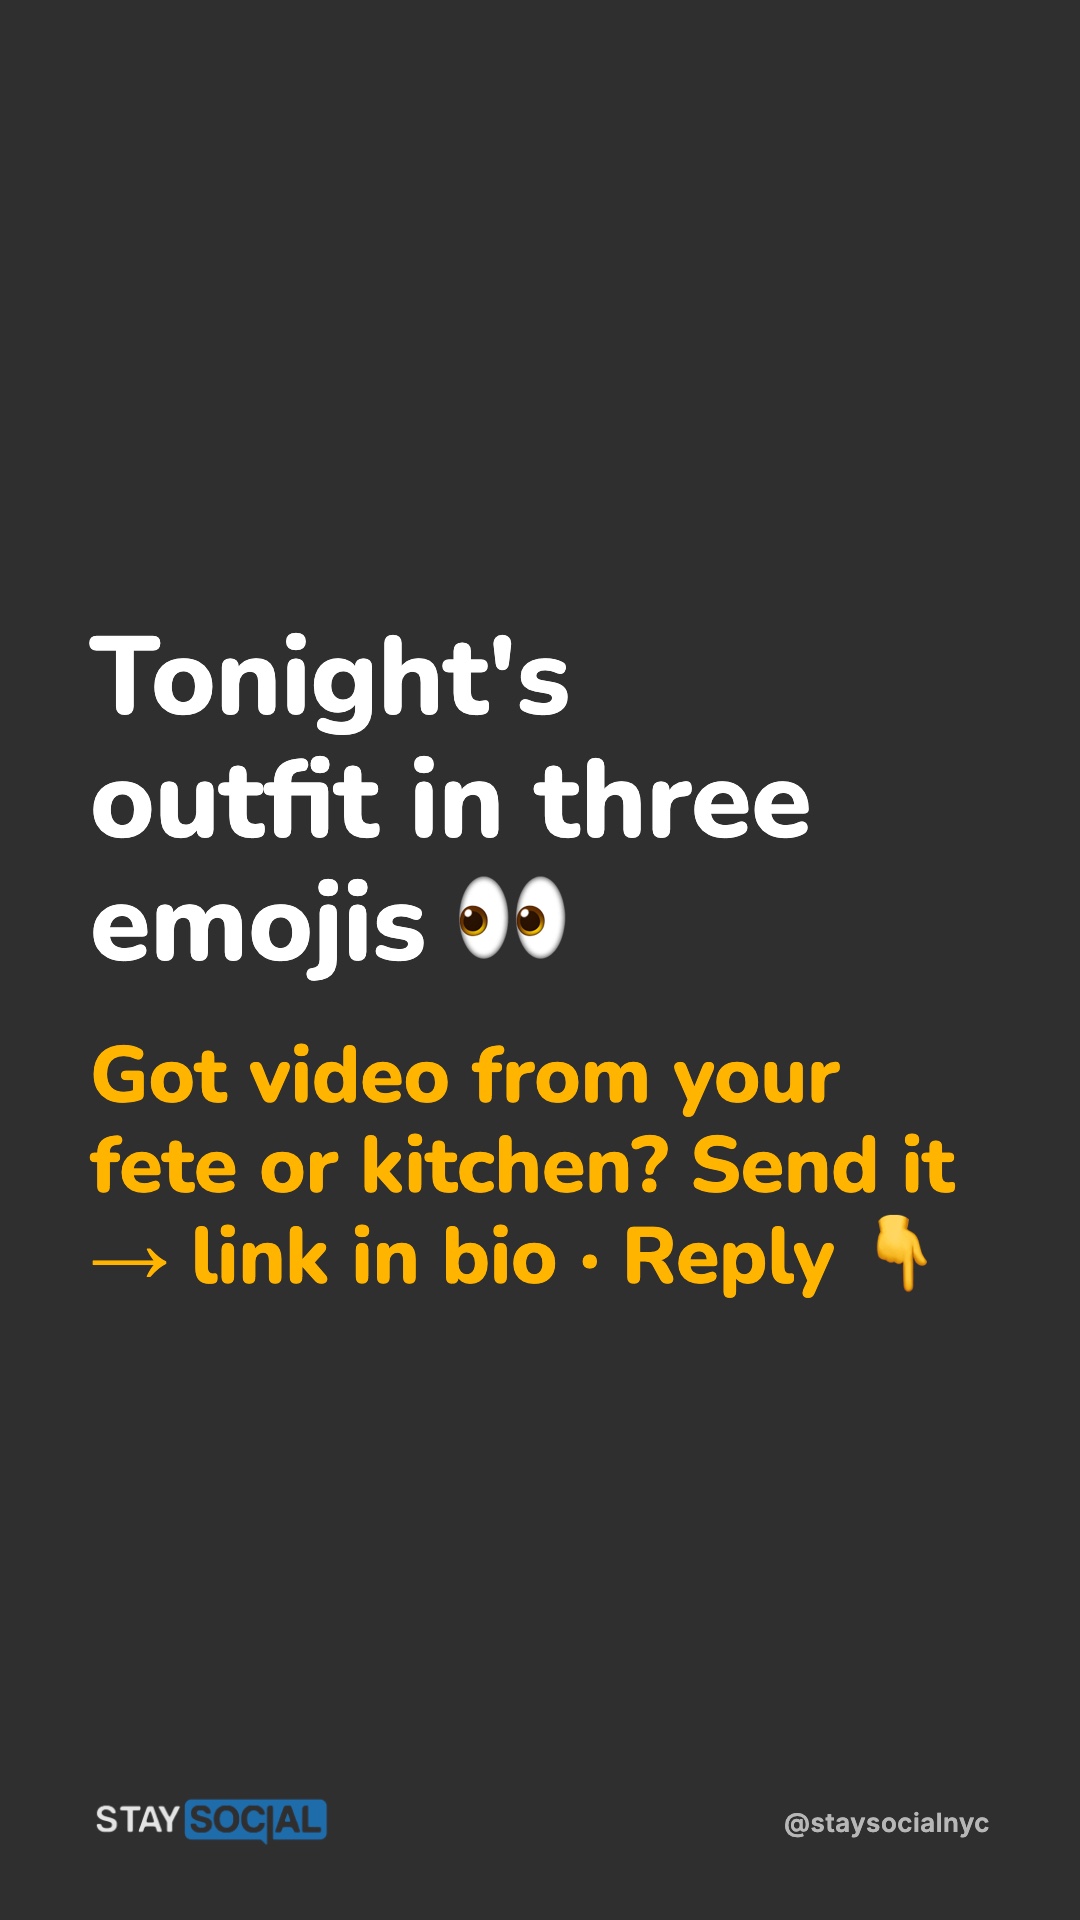 Tonight's
outfit in three
emojis 👀
Got video from your
fete or kitchen? Send it
→ link in bio · Reply 👇
STAY SOCIAL
@staysocialnyc